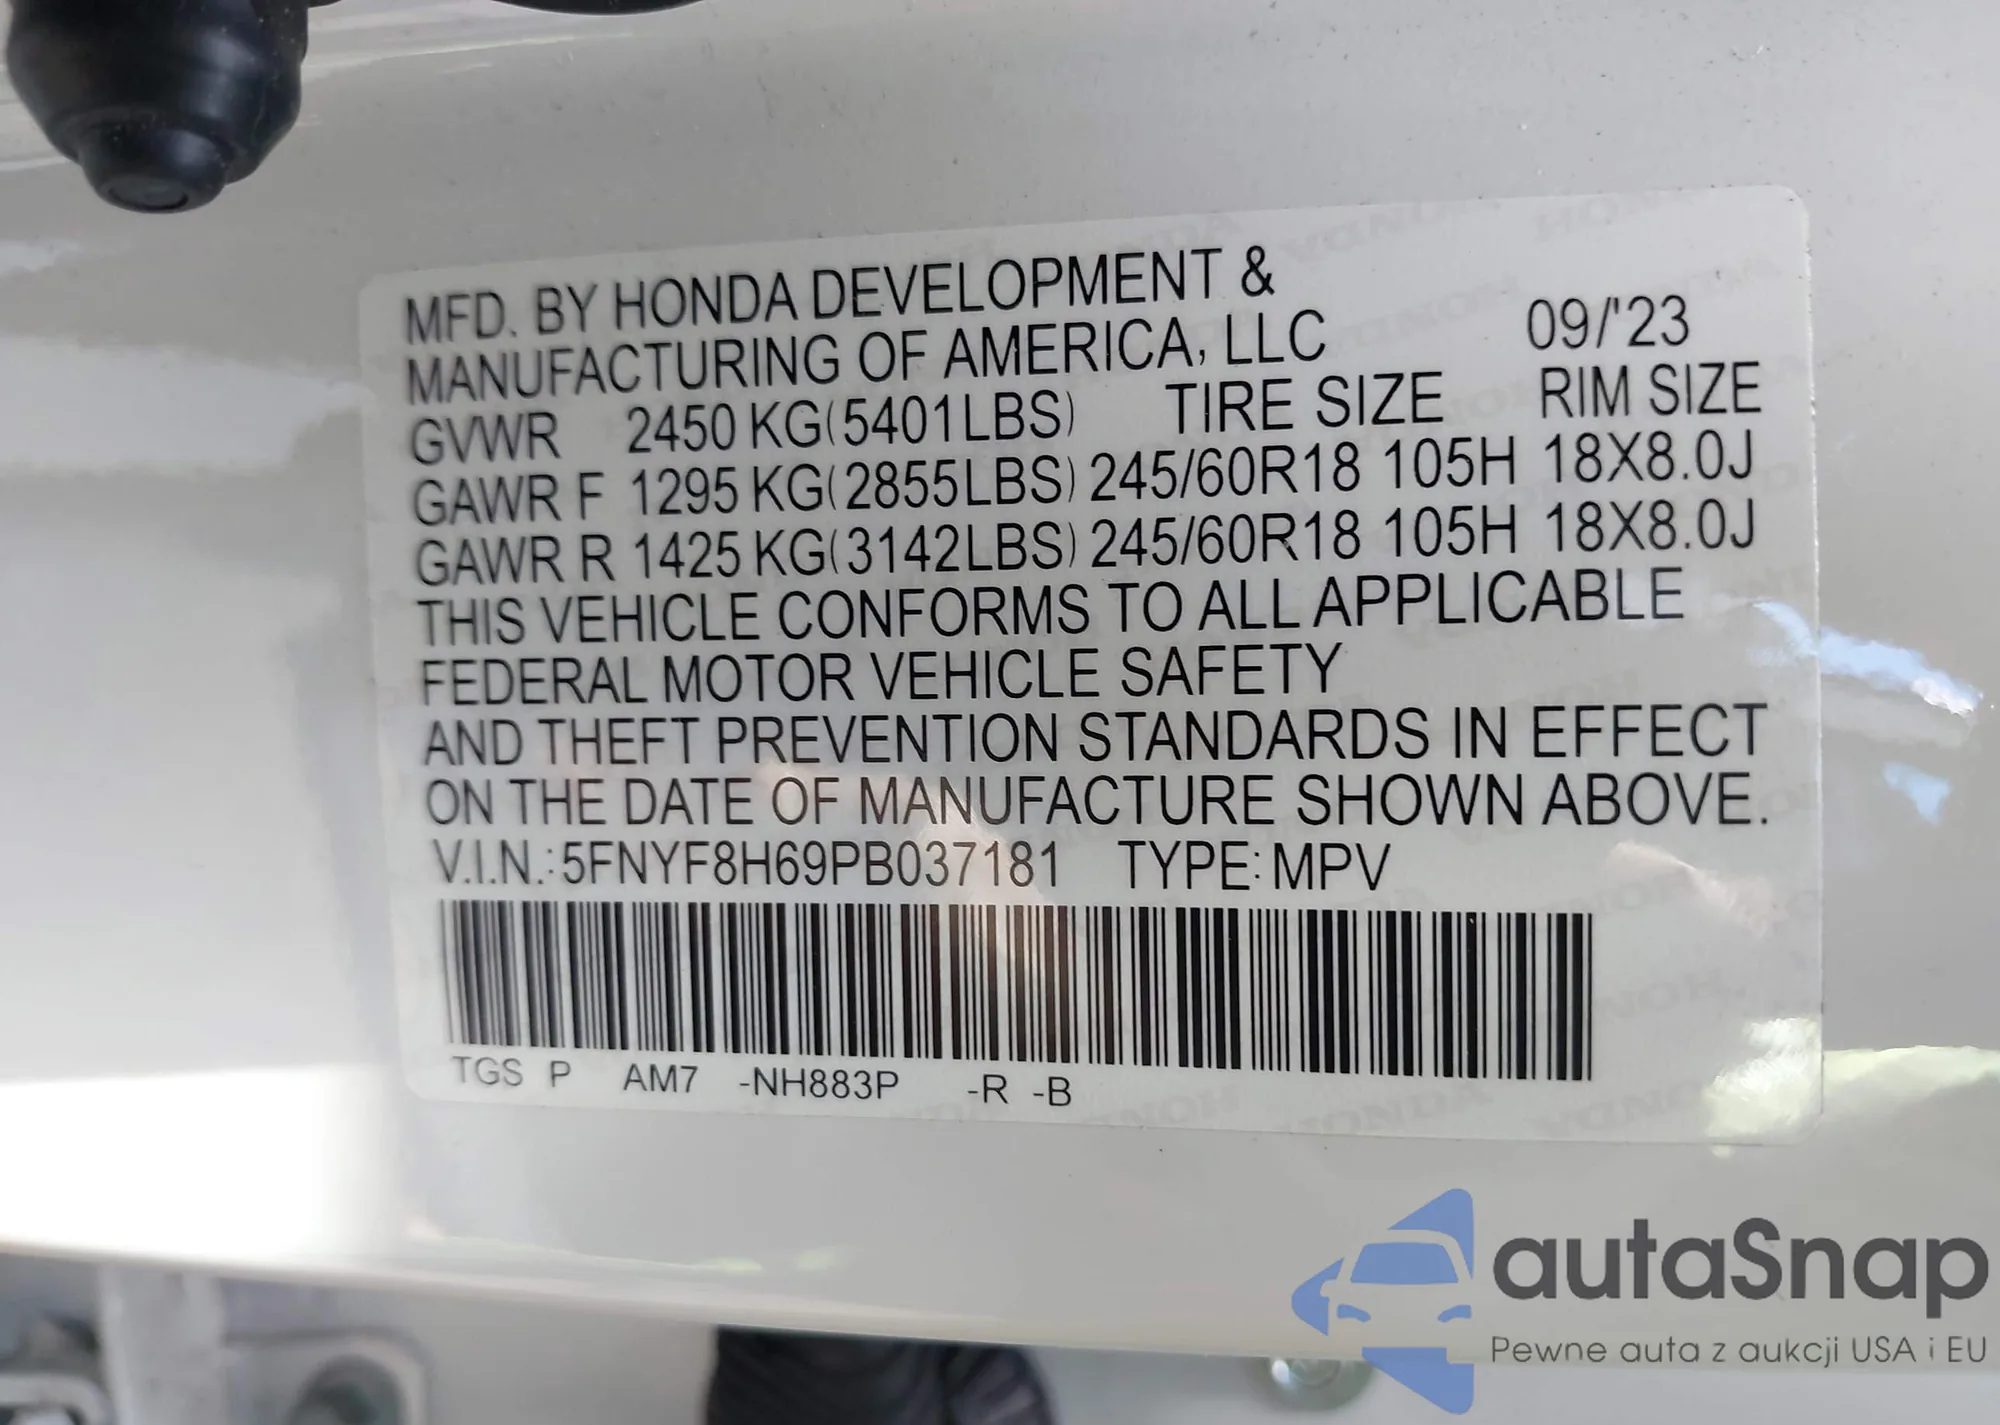 MFD. BY HONDA DEVELOPMENT &
MANUFACTURING OF AMERICA, LLC 09/'23
GVWR 2450 KG(5401LBS) TIRE SIZE RIM SIZE
GAWR F 1295 KG(2855LBS) 245/60R18 105H 18X8.0J
GAWR R 1425 KG(3142LBS) 245/60R18 105H 18X8.0J
THIS VEHICLE CONFORMS TO ALL APPLICABLE
FEDERAL MOTOR VEHICLE SAFETY
AND THEFT PREVENTION STANDARDS IN EFFECT
ON THE DATE OF MANUFACTURE SHOWN ABOVE.
V.I.N.:5FNYF8H69PB037181 TYPE:MPV
TGS P AM7 -NH883P -R -B
autaSnap
Pewne auta z aukcji USA i EU